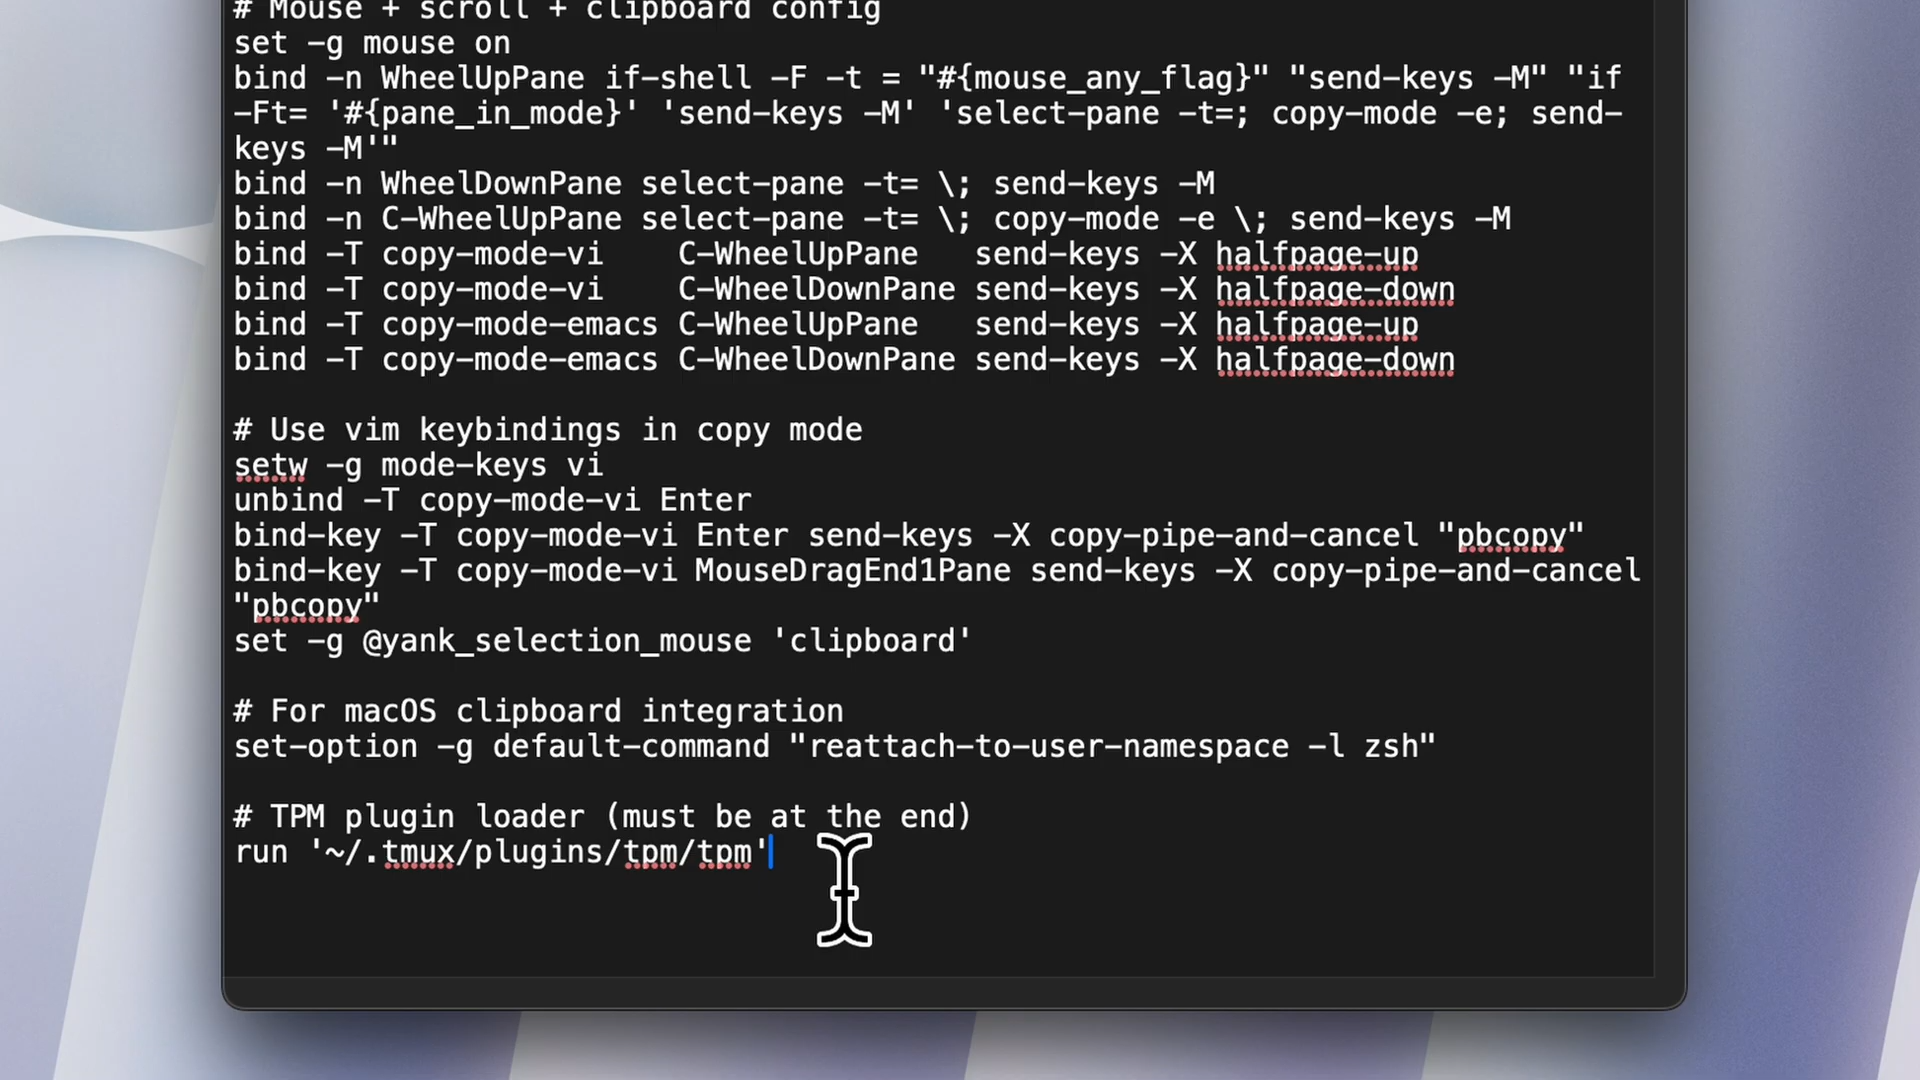 # Mouse + scroll + clipboard config
set -g mouse on
bind -n WheelUpPane if-shell -F -t = "#{mouse_any_flag}" "send-keys -M" "if
-Ft= '#{pane_in_mode}' 'send-keys -M' 'select-pane -t=; copy-mode -e; send-
keys -M'"
bind -n WheelDownPane select-pane -t= \; send-keys -M
bind -n C-WheelUpPane select-pane -t= \; copy-mode -e \; send-keys -M
bind -T copy-mode-vi    C-WheelUpPane   send-keys -X halfpage-up
bind -T copy-mode-vi    C-WheelDownPane send-keys -X halfpage-down
bind -T copy-mode-emacs C-WheelUpPane   send-keys -X halfpage-up
bind -T copy-mode-emacs C-WheelDownPane send-keys -X halfpage-down

# Use vim keybindings in copy mode
setw -g mode-keys vi
unbind -T copy-mode-vi Enter
bind-key -T copy-mode-vi Enter send-keys -X copy-pipe-and-cancel "pbcopy"
bind-key -T copy-mode-vi MouseDragEnd1Pane send-keys -X copy-pipe-and-cancel
"pbcopy"
set -g @yank_selection_mouse 'clipboard'

# For macOS clipboard integration
set-option -g default-command "reattach-to-user-namespace -l zsh"

# TPM plugin loader (must be at the end)
run '~/.tmux/plugins/tpm/tpm'